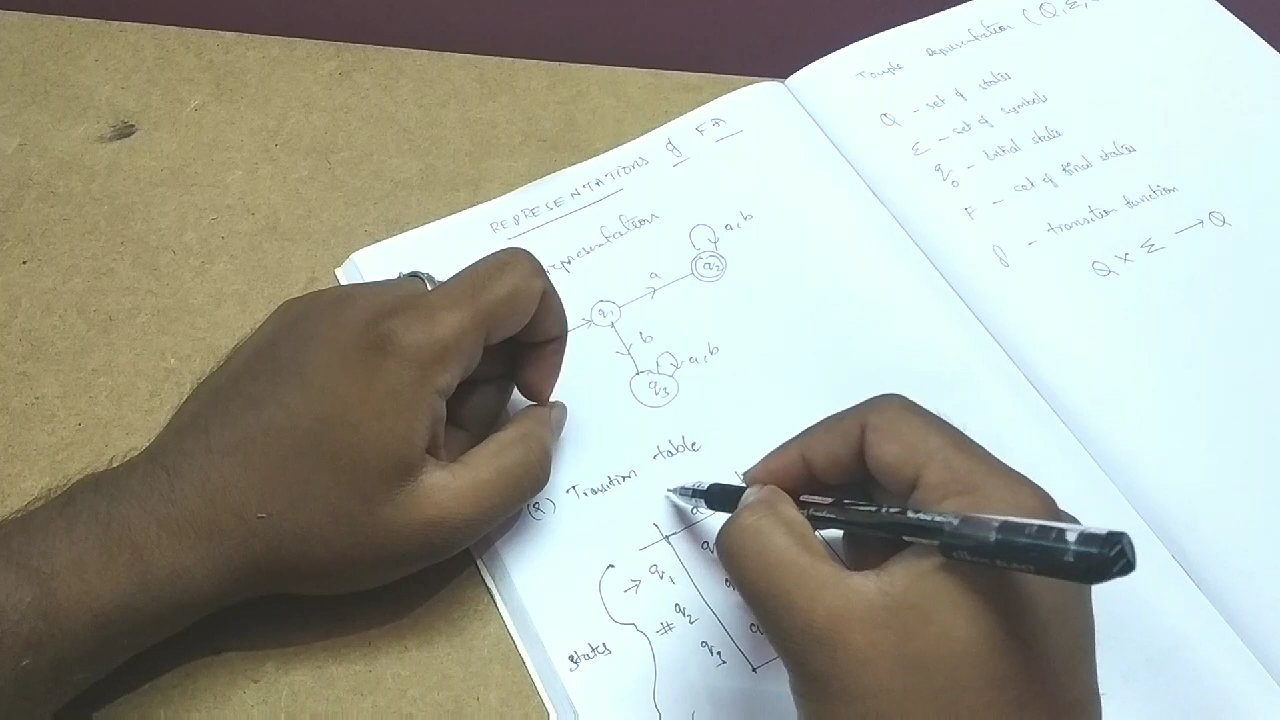 REPRESENTATIONS of FA
representation
a,b
q2
a
q1
b
a,b
q3
(2) Transition table
a
→ q1
# q2
q3
States
Touple representation (Q, Σ,
Q - set of states
Σ - set of symbols
q0 - initial state
F - set of final states
δ - transition function
Q × Σ → Q